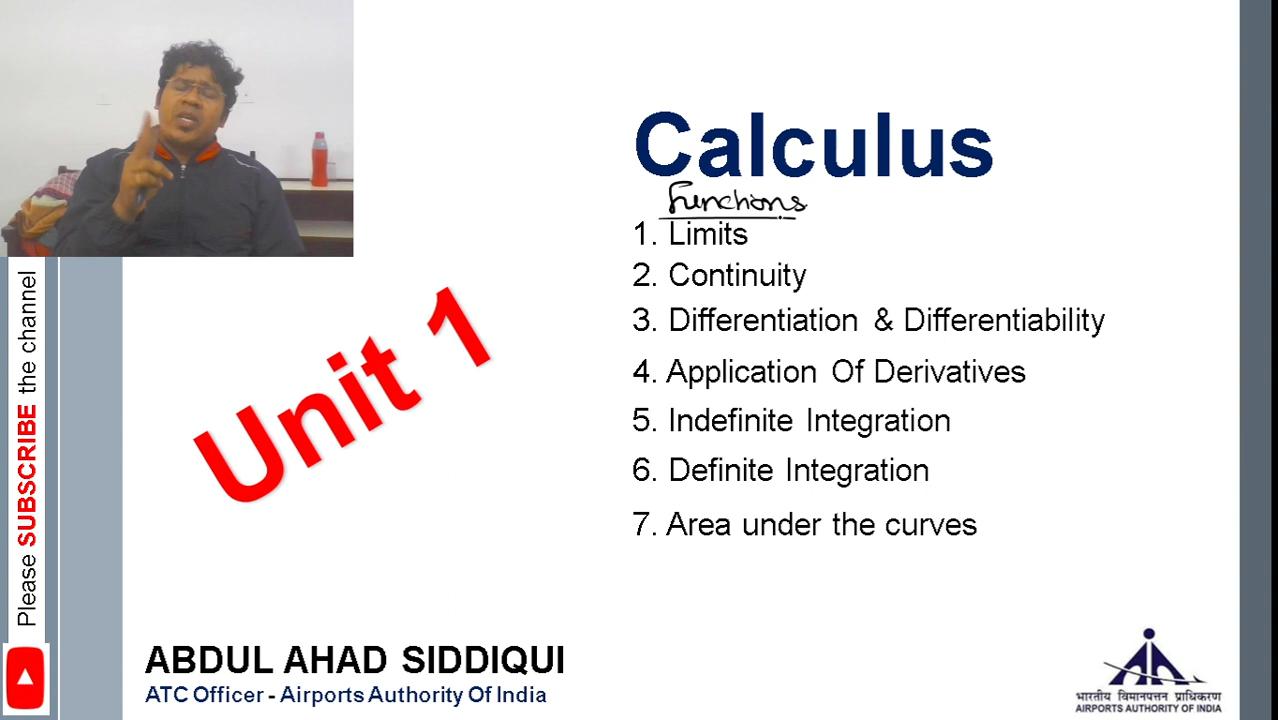 Calculus
Functions
1. Limits
2. Continuity
3. Differentiation & Differentiability
4. Application Of Derivatives
5. Indefinite Integration
6. Definite Integration
7. Area under the curves
Unit 1
Please SUBSCRIBE the channel
ABDUL AHAD SIDDIQUI
ATC Officer - Airports Authority Of India
भारतीय विमानपत्तन प्राधिकरण
AIRPORTS AUTHORITY OF INDIA